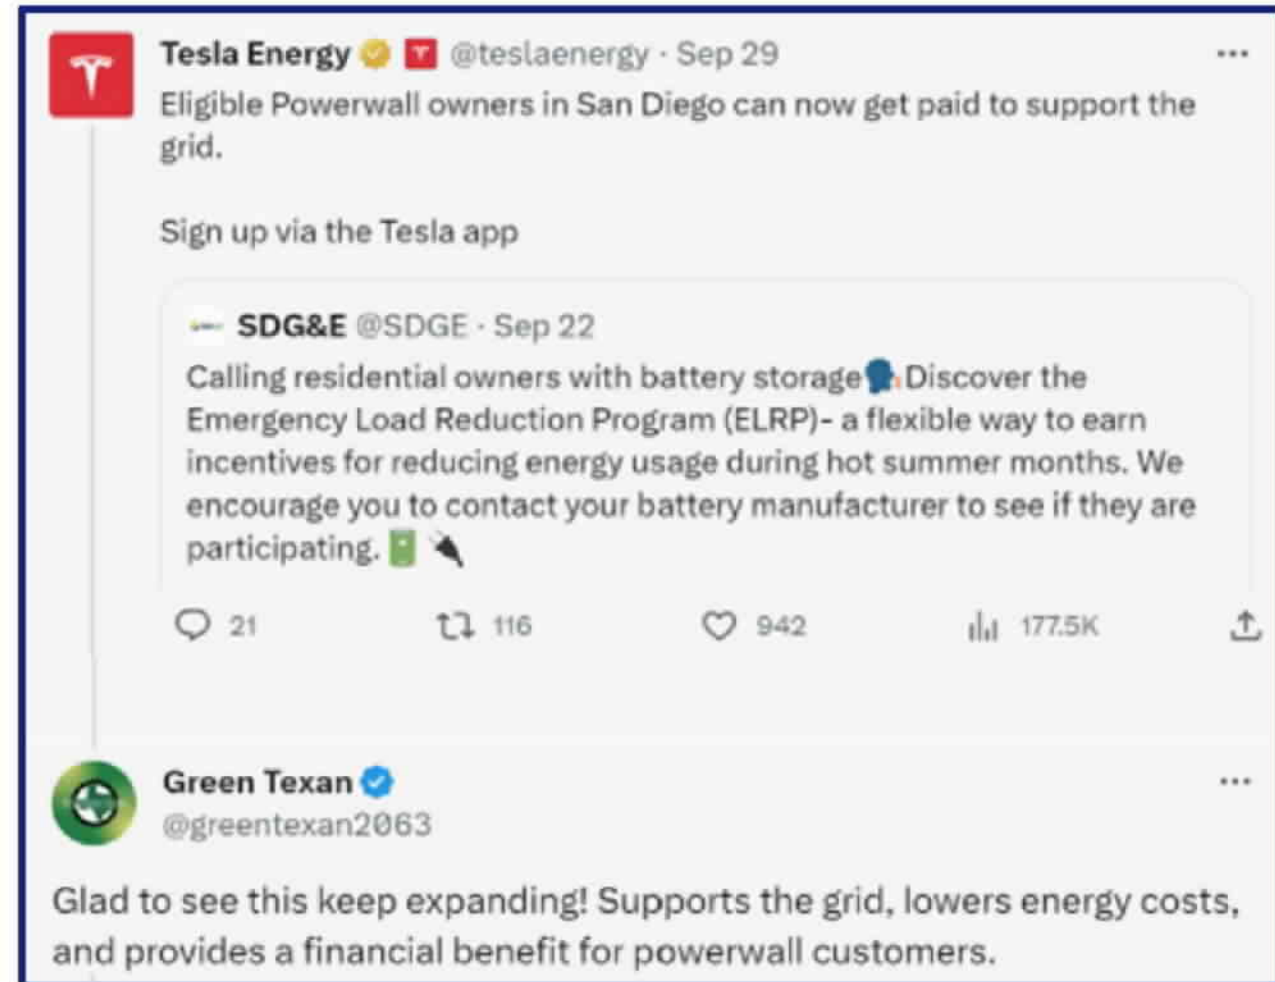 Tesla Energy @teslaenergy · Sep 29
Eligible Powerwall owners in San Diego can now get paid to support the
grid.
Sign up via the Tesla app
SDG&E @SDGE · Sep 22
Calling residential owners with battery storage🗣️Discover the
Emergency Load Reduction Program (ELRP)- a flexible way to earn
incentives for reducing energy usage during hot summer months. We
encourage you to contact your battery manufacturer to see if they are
participating.🔋🔌
21 116 942 177.5K
Green Texan
@greentexan2063
Glad to see this keep expanding! Supports the grid, lowers energy costs,
and provides a financial benefit for powerwall customers.